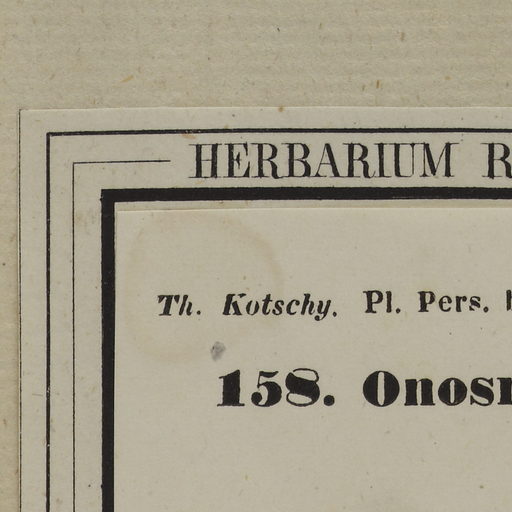 HERBARIUM
Th. Kotschy. Pl. Pers.
158.